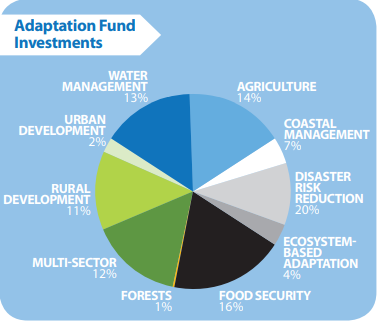 Adaptation Fund
Investments
WATER
MANAGEMENT
13%
AGRICULTURE
14%
URBAN
DEVELOPMENT
2%
COASTAL
MANAGEMENT
7%
RURAL
DEVELOPMENT
11%
DISASTER
RISK
REDUCTION
20%
MULTI-SECTOR
12%
ECOSYSTEM-
BASED
ADAPTATION
4%
FORESTS
1%
FOOD SECURITY
16%